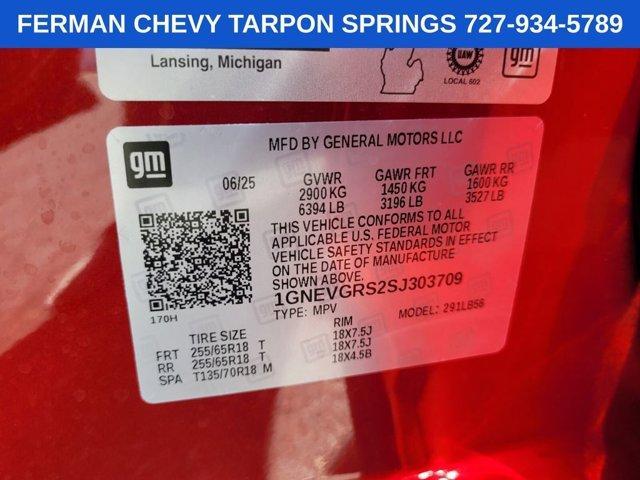 FERMAN CHEVY TARPON SPRINGS 727-934-5789
Lansing, Michigan
UAW
LOCAL 602
gm
gm
MFD BY GENERAL MOTORS LLC
06/25 GVWR GAWR FRT GAWR RR
2900 KG 1450 KG 1600 KG
6394 LB 3196 LB 3527 LB
THIS VEHICLE CONFORMS TO ALL
APPLICABLE U.S. FEDERAL MOTOR
VEHICLE SAFETY STANDARDS IN EFFECT
ON THE DATE OF MANUFACTURE
SHOWN ABOVE.
1GNEVGRS2SJ303709
TYPE: MPV MODEL: 291LB56
170H
TIRE SIZE RIM
FRT 255/65R18 T 18X7.5J
RR 255/65R18 T 18X7.5J
SPA T135/70R18 M 18X4.5B